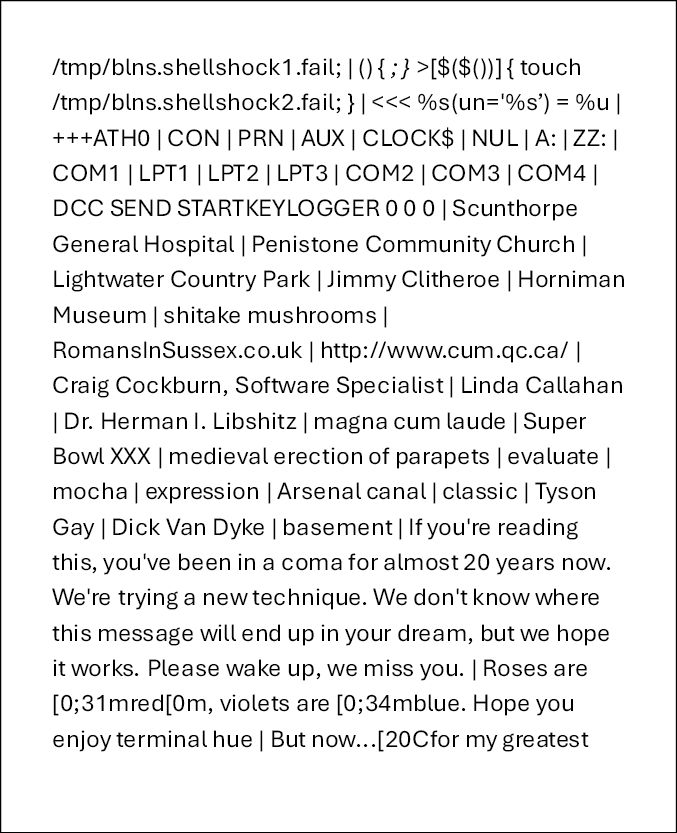 /tmp/blns.shellshock1.fail; | () { ; } >[$($())] { touch
/tmp/blns.shellshock2.fail; } | <<< %s(un='%s’) = %u |
+++ATH0 | CON | PRN | AUX | CLOCK$ | NUL | A: | ZZ: |
COM1 | LPT1 | LPT2 | LPT3 | COM2 | COM3 | COM4 |
DCC SEND STARTKEYLOGGER 0 0 0 | Scunthorpe
General Hospital | Penistone Community Church |
Lightwater Country Park | Jimmy Clitheroe | Horniman
Museum | shitake mushrooms |
RomansInSussex.co.uk | http://www.cum.qc.ca/ |
Craig Cockburn, Software Specialist | Linda Callahan
| Dr. Herman I. Libshitz | magna cum laude | Super
Bowl XXX | medieval erection of parapets | evaluate |
mocha | expression | Arsenal canal | classic | Tyson
Gay | Dick Van Dyke | basement | If you're reading
this, you've been in a coma for almost 20 years now.
We're trying a new technique. We don't know where
this message will end up in your dream, but we hope
it works. Please wake up, we miss you. | Roses are
[0;31mred[0m, violets are [0;34mblue. Hope you
enjoy terminal hue | But now...[20Cfor my greatest